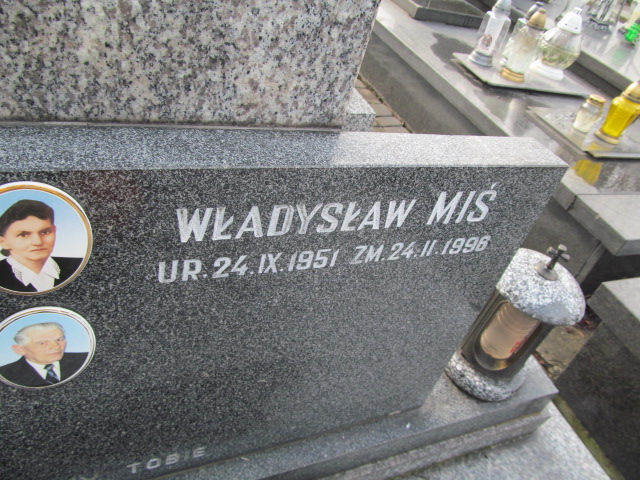 WŁADYSŁAW MIŚ
UR. 24.IX.1951 ZM. 24.II.1996
TOBIE